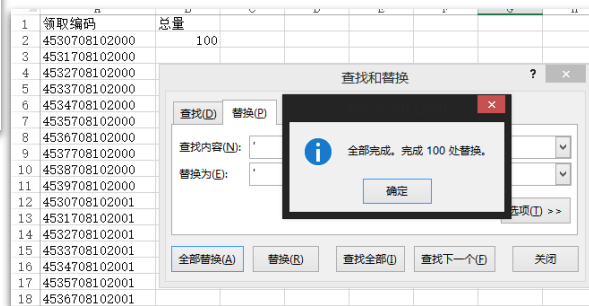 A B C D E F G H
1 领取编码 总量
2 4530708102000 100
3 4531708102000
4 4532708102000
5 4533708102000
6 4534708102000
7 4535708102000
8 4536708102000
9 4537708102000
10 4538708102000
11 4539708102000
12 4530708102001
13 4531708102001
14 4532708102001
15 4533708102001
16 4534708102001
17 4535708102001
18 4536708102001
查找和替换 ? ×
查找(D) 替换(P)
查找内容(N): '
替换为(E): '
×
全部完成。完成 100 处替换。
确定
选项(T) >>
全部替换(A) 替换(R) 查找全部(I) 查找下一个(F) 关闭